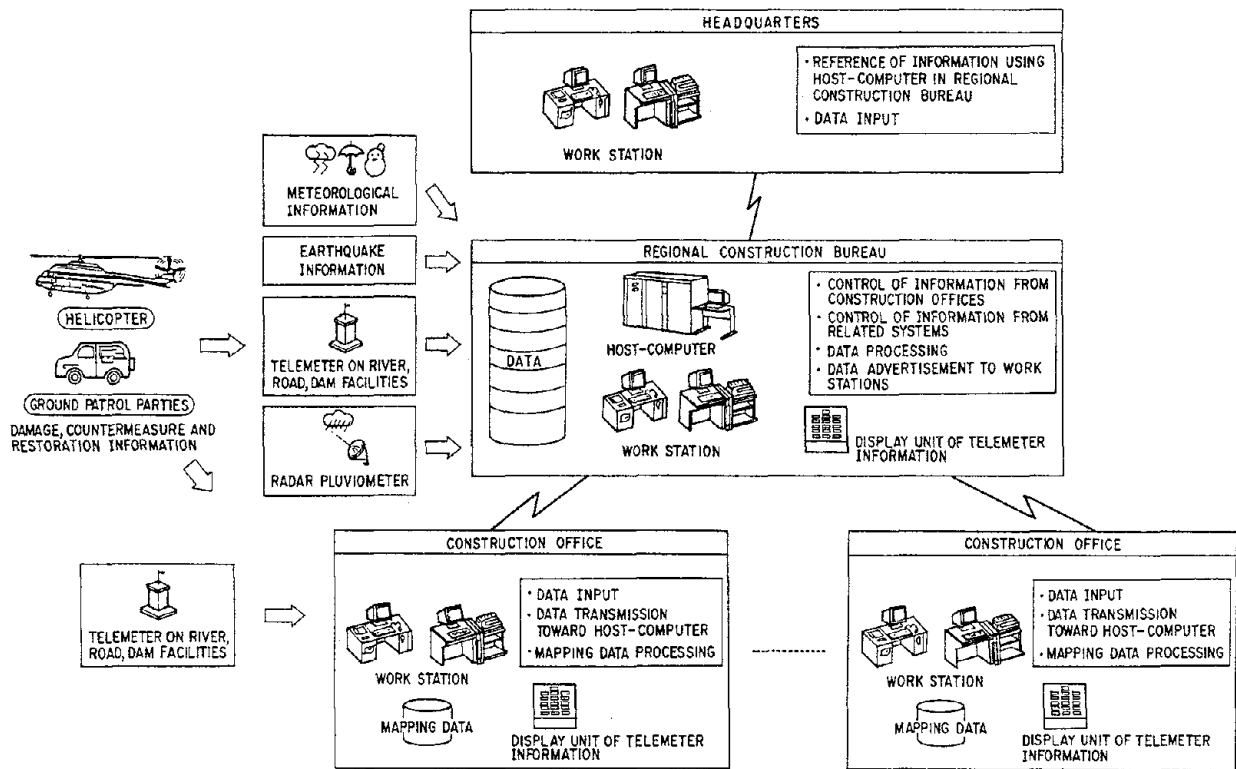 HEADQUARTERS
• REFERENCE OF INFORMATION USING
HOST-COMPUTER IN REGIONAL
CONSTRUCTION BUREAU
• DATA INPUT
WORK STATION
METEOROLOGICAL
INFORMATION
EARTHQUAKE
INFORMATION
TELEMETER ON RIVER,
ROAD, DAM FACILITIES
RADAR PLUVIOMETER
HELICOPTER
GROUND PATROL PARTIES
DAMAGE, COUNTERMEASURE AND
RESTORATION INFORMATION
REGIONAL CONSTRUCTION BUREAU
DATA
HOST-COMPUTER
WORK STATION
• CONTROL OF INFORMATION FROM
CONSTRUCTION OFFICES
• CONTROL OF INFORMATION FROM
RELATED SYSTEMS
• DATA PROCESSING
• DATA ADVERTISEMENT TO WORK
STATIONS
DISPLAY UNIT OF TELEMETER
INFORMATION
TELEMETER ON RIVER,
ROAD, DAM FACILITIES
CONSTRUCTION OFFICE
• DATA INPUT
• DATA TRANSMISSION
TOWARD HOST-COMPUTER
• MAPPING DATA PROCESSING
WORK STATION
MAPPING DATA
DISPLAY UNIT OF TELEMETER
INFORMATION
CONSTRUCTION OFFICE
• DATA INPUT
• DATA TRANSMISSION
TOWARD HOST-COMPUTER
• MAPPING DATA PROCESSING
WORK STATION
MAPPING DATA
DISPLAY UNIT OF TELEMETER
INFORMATION